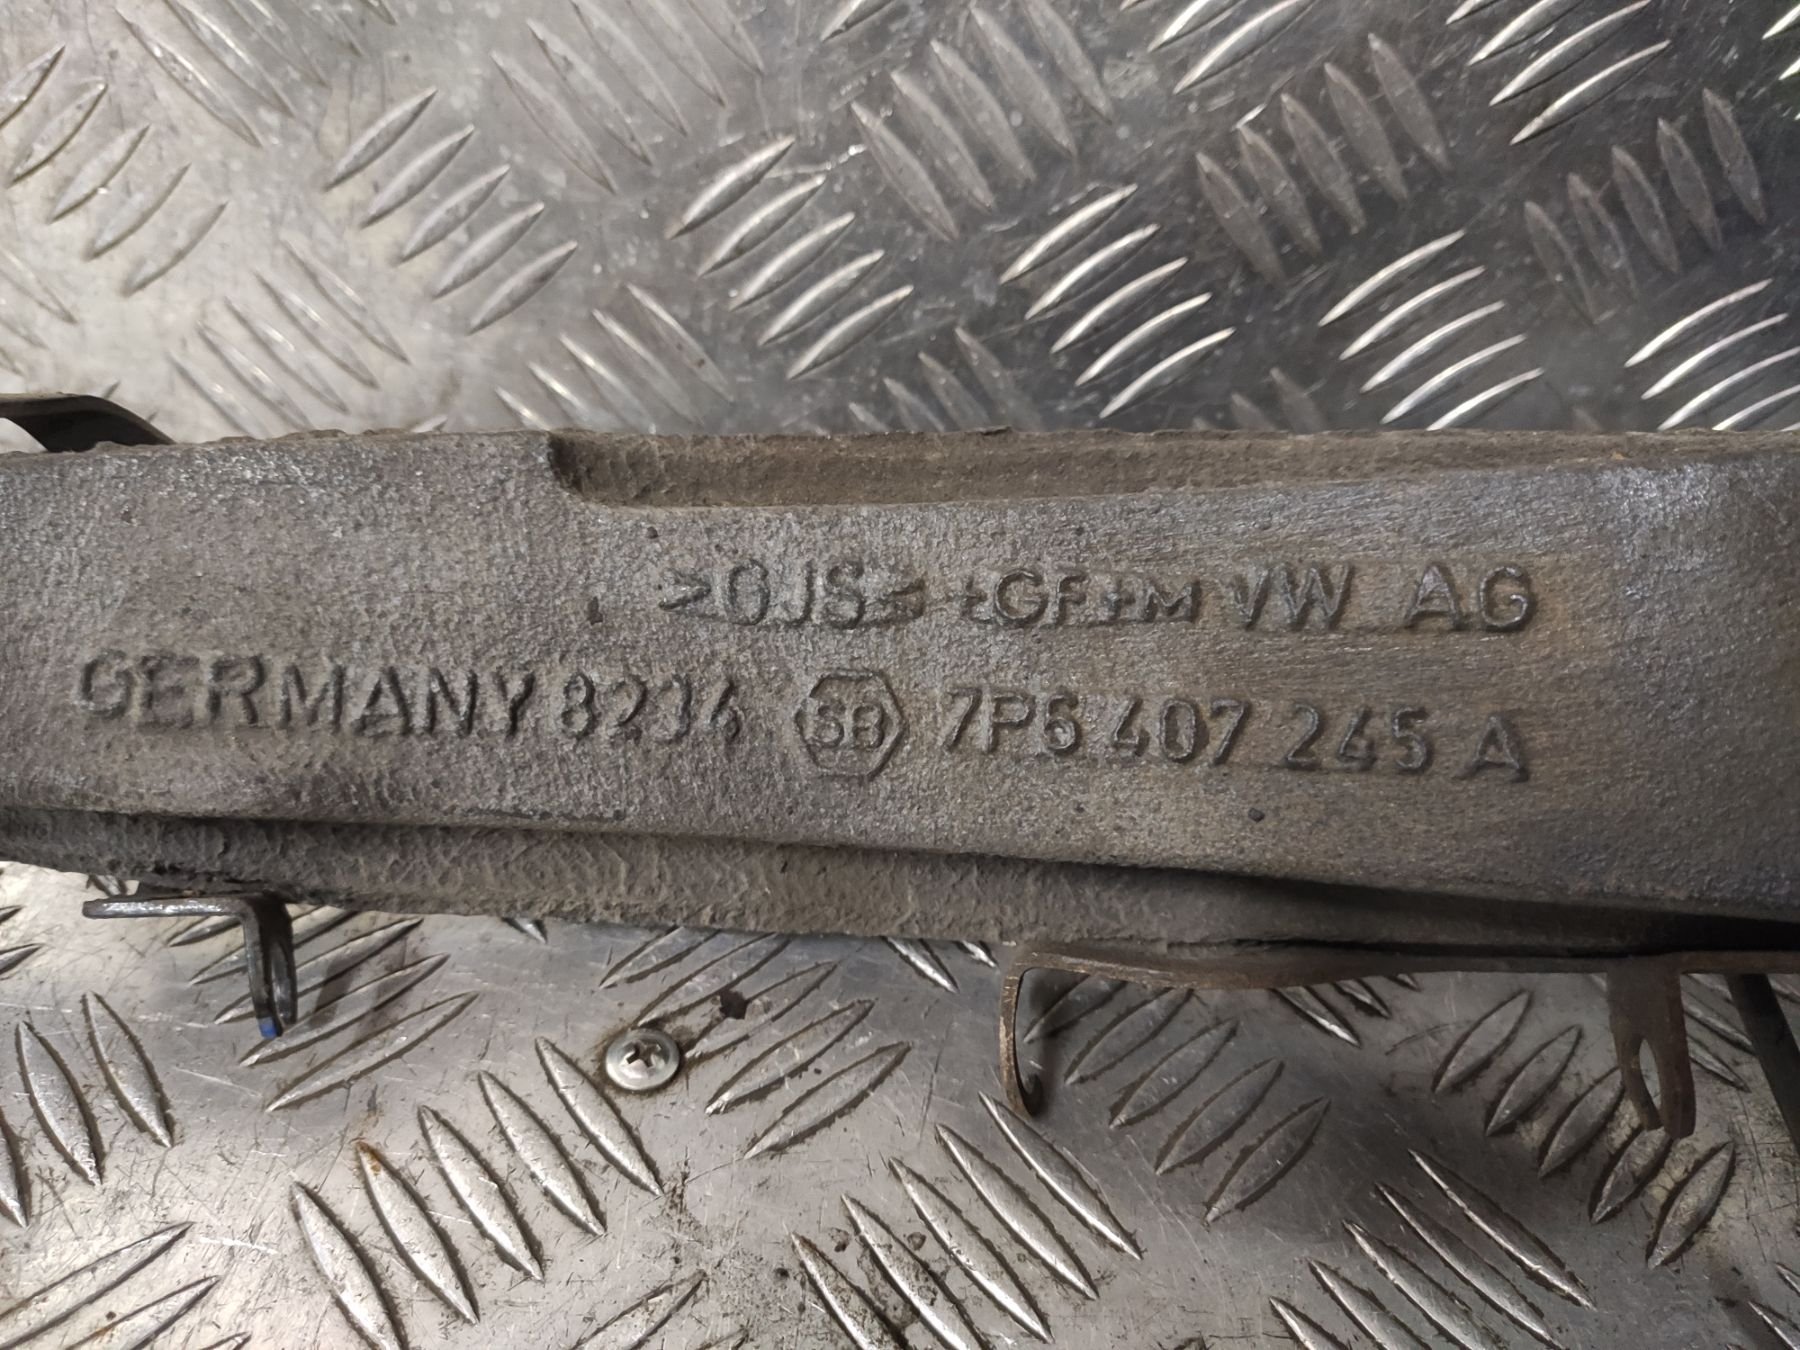 >GJS< +GF+M VW AG
GERMANY 8234 SB 7P6 407 245 A